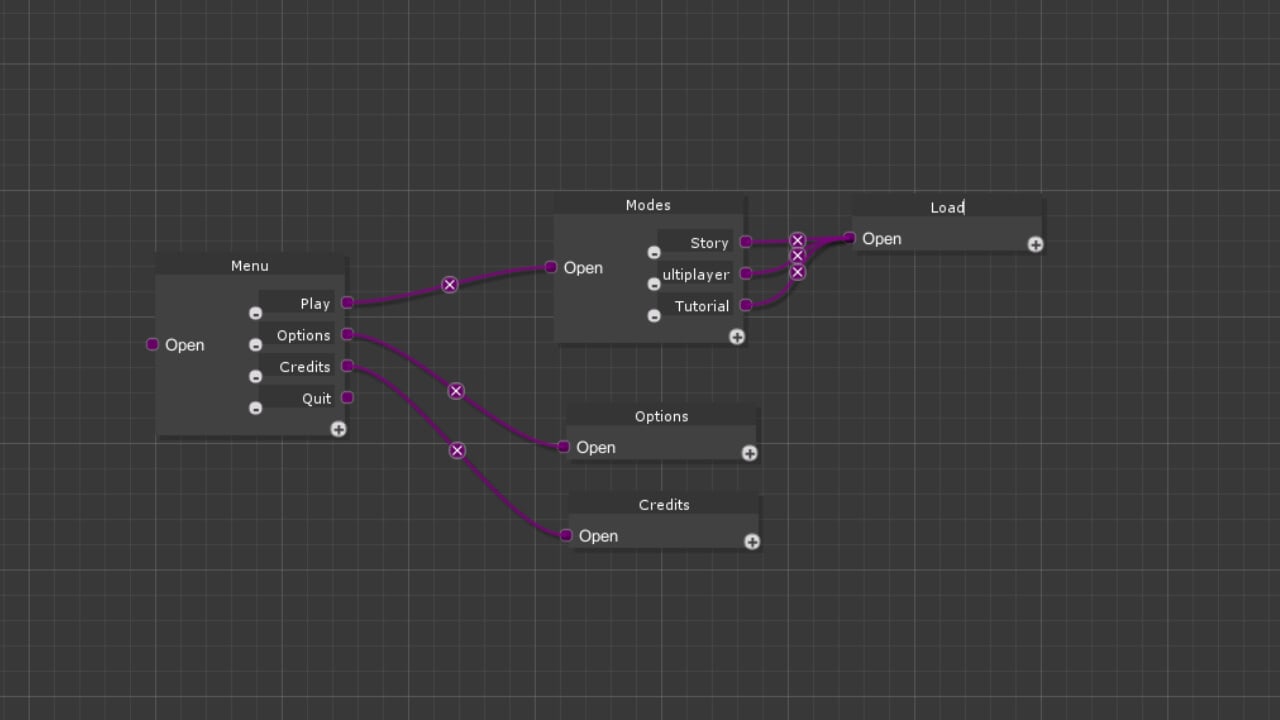 Menu
Open
Play
Options
Credits
Quit
Modes
Open
Story
ultiplayer
Tutorial
Load
Open
Options
Open
Credits
Open